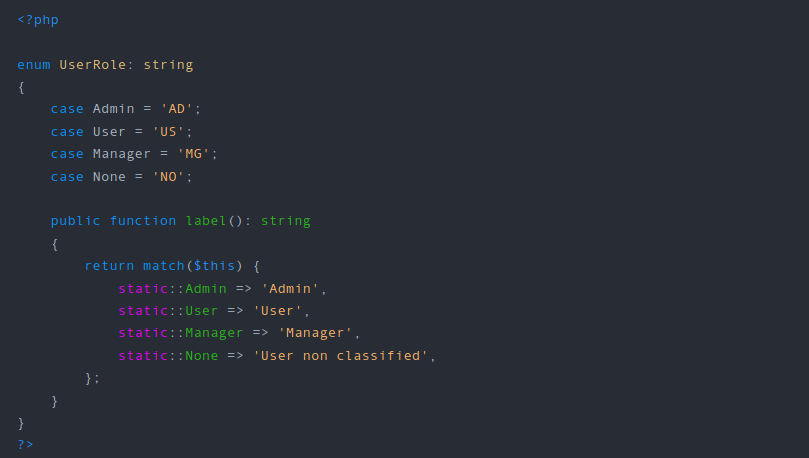 <?php
enum UserRole: string
{
    case Admin = 'AD';
    case User = 'US';
    case Manager = 'MG';
    case None = 'NO';
    public function label(): string
    {
        return match($this) {
            static::Admin => 'Admin',
            static::User => 'User',
            static::Manager => 'Manager',
            static::None => 'User non classified',
        };
    }
}
?>